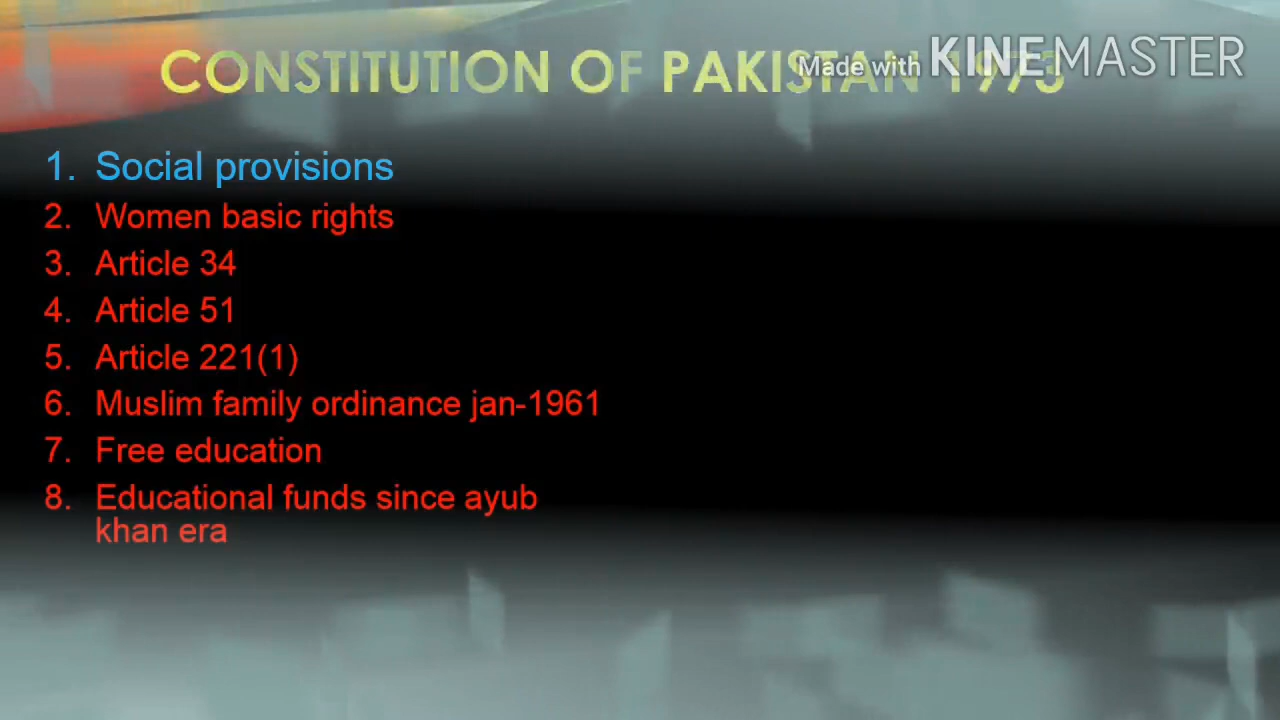 CONSTITUTION OF PAKISTAN 1973
Made with KINEMASTER
1. Social provisions
2. Women basic rights
3. Article 34
4. Article 51
5. Article 221(1)
6. Muslim family ordinance jan-1961
7. Free education
8. Educational funds since ayub
khan era